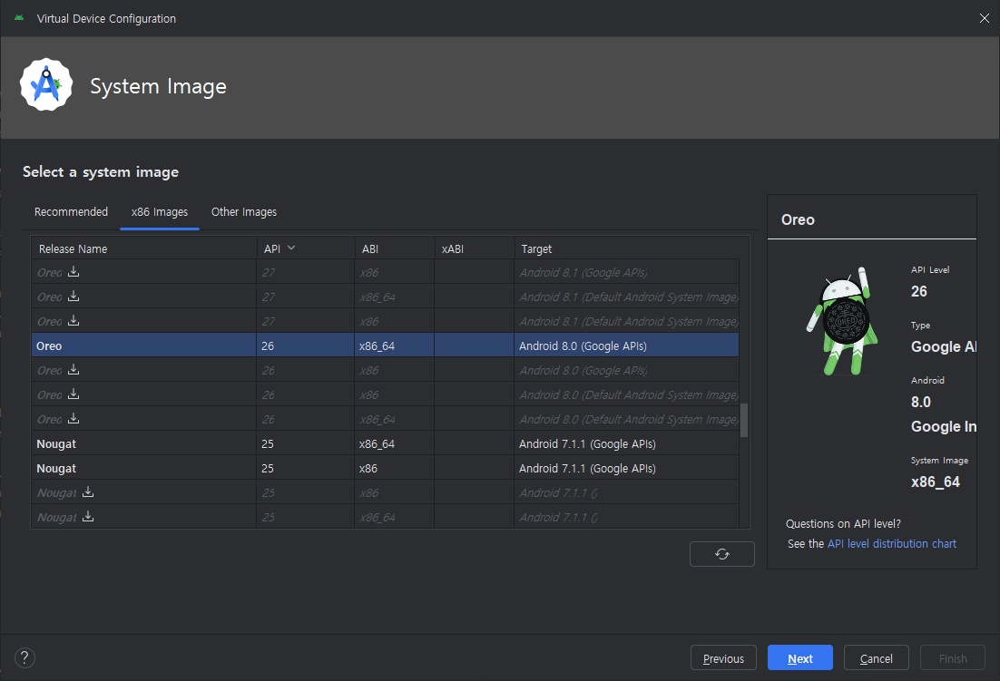 Virtual Device Configuration
System Image
Select a system image
Recommended x86 Images Other Images
Release Name API ABI xABI Target
Oreo 27 x86 Android 8.1 (Google APIs)
Oreo 27 x86_64 Android 8.1 (Default Android System Image)
Oreo 27 x86 Android 8.1 (Default Android System Image)
Oreo 26 x86_64 Android 8.0 (Google APIs)
Oreo 26 x86 Android 8.0 (Google APIs)
Oreo 26 x86 Android 8.0 (Default Android System Image)
Oreo 26 x86_64 Android 8.0 (Default Android System Image)
Nougat 25 x86_64 Android 7.1.1 (Google APIs)
Nougat 25 x86 Android 7.1.1 (Google APIs)
Nougat 25 x86 Android 7.1.1 ()
Nougat 25 x86_64 Android 7.1.1 ()
Oreo
OREO
API Level
26
Type
Google AP
Android
8.0
Google In
System Image
x86_64
Questions on API level?
See the API level distribution chart
? Previous Next Cancel Finish